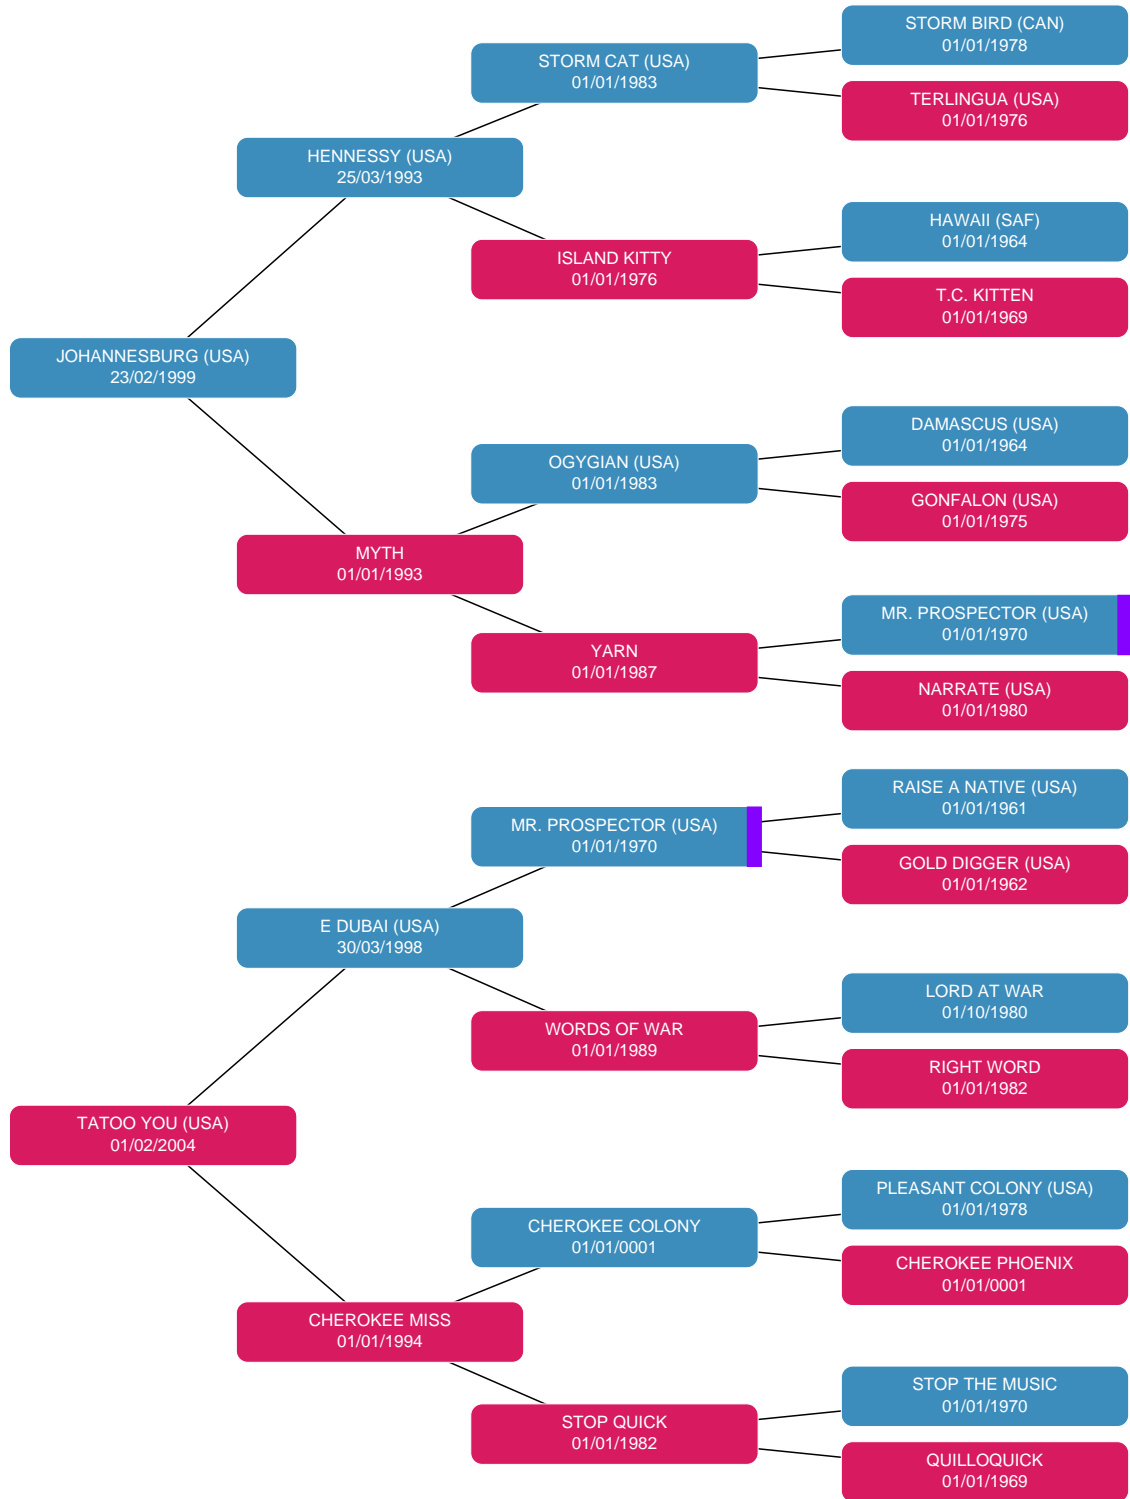 STORM BIRD (CAN)
01/01/1978
STORM CAT (USA)
01/01/1983
TERLINGUA (USA)
01/01/1976
HENNESSY (USA)
25/03/1993
HAWAII (SAF)
01/01/1964
ISLAND KITTY
01/01/1976
T.C. KITTEN
01/01/1969
JOHANNESBURG (USA)
23/02/1999
DAMASCUS (USA)
01/01/1964
OGYGIAN (USA)
01/01/1983
GONFALON (USA)
01/01/1975
MYTH
01/01/1993
MR. PROSPECTOR (USA)
01/01/1970
YARN
01/01/1987
NARRATE (USA)
01/01/1980
RAISE A NATIVE (USA)
01/01/1961
MR. PROSPECTOR (USA)
01/01/1970
GOLD DIGGER (USA)
01/01/1962
E DUBAI (USA)
30/03/1998
LORD AT WAR
01/10/1980
WORDS OF WAR
01/01/1989
RIGHT WORD
01/01/1982
TATOO YOU (USA)
01/02/2004
PLEASANT COLONY (USA)
01/01/1978
CHEROKEE COLONY
01/01/0001
CHEROKEE PHOENIX
01/01/0001
CHEROKEE MISS
01/01/1994
STOP THE MUSIC
01/01/1970
STOP QUICK
01/01/1982
QUILLOQUICK
01/01/1969